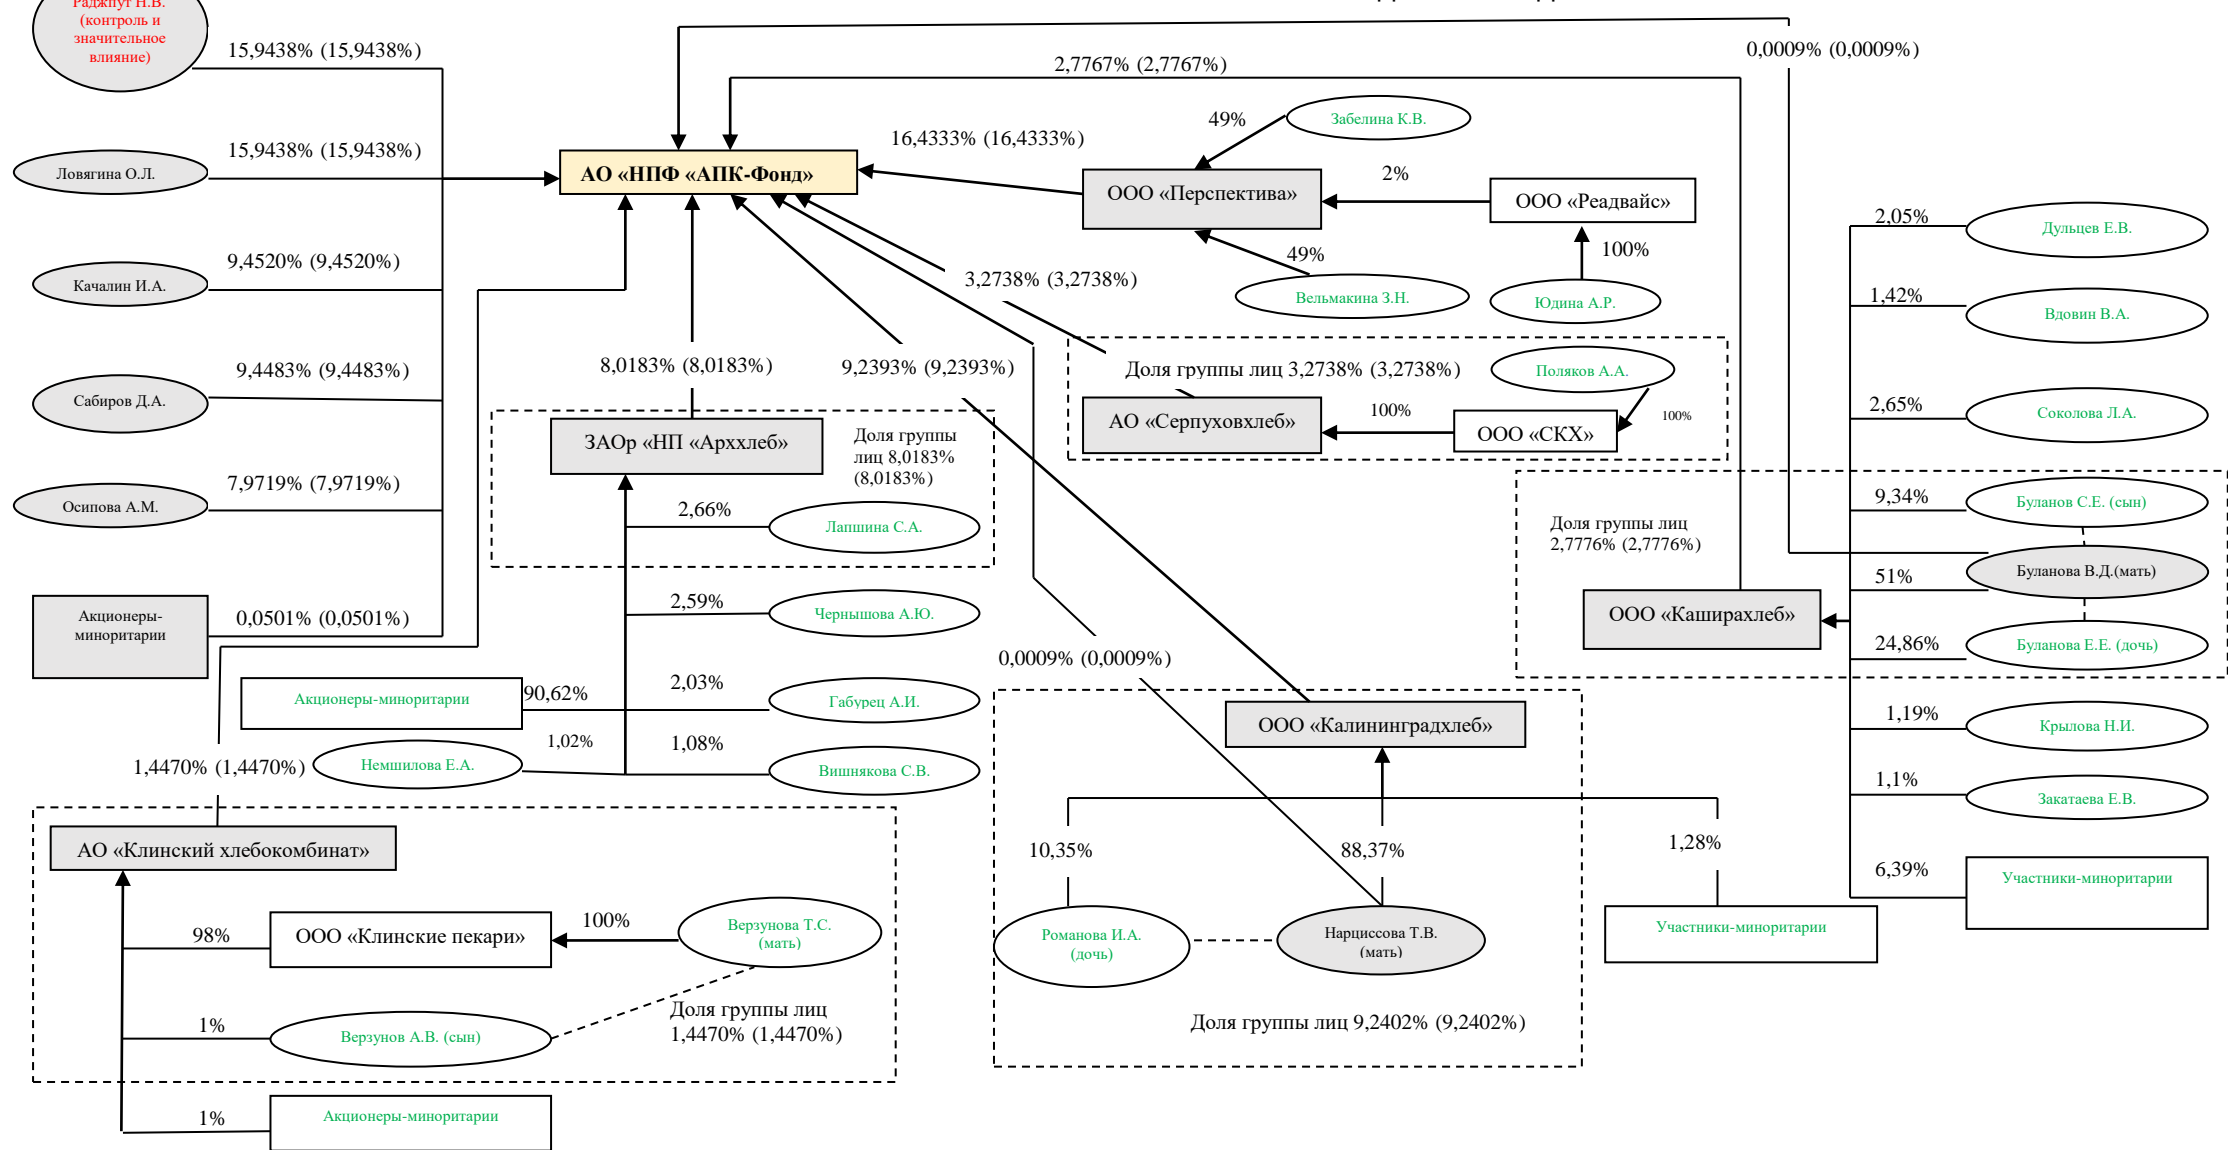 Раджпут Н.В.
(контроль и
значительное
влияние)
15,9438% (15,9438%)
0,0009% (0,0009%)
2,7767% (2,7767%)
Ловягина О.Л.
15,9438% (15,9438%)
АО «НПФ «АПК-Фонд»
16,4333% (16,4333%)
49%
Забелина К.В.
ООО «Перспектива»
2%
ООО «Реадвайс»
49%
Вельмакина З.Н.
100%
Юдина А.Р.
Качалин И.А.
9,4520% (9,4520%)
3,2738% (3,2738%)
Сабиров Д.А.
9,4483% (9,4483%)
8,0183% (8,0183%)
9,2393% (9,2393%)
Доля группы лиц 3,2738% (3,2738%)
Поляков А.А.
АО «Серпуховхлеб»
100%
ООО «СКХ»
100%
Осипова А.М.
7,9719% (7,9719%)
ЗАОр «НП «Арххлеб»
Доля группы
лиц 8,0183%
(8,0183%)
2,66%
Лапшина С.А.
2,59%
Чернышова А.Ю.
Акционеры-
миноритарии
0,0501% (0,0501%)
Акционеры-миноритарии
90,62%
2,03%
Габурец А.И.
Немшилова Е.А.
1,02%
1,08%
Вишнякова С.В.
1,4470% (1,4470%)
2,05%
Дульцев Е.В.
1,42%
Вдовин В.А.
2,65%
Соколова Л.А.
9,34%
Буланов С.Е. (сын)
Доля группы лиц
2,7776% (2,7776%)
51%
Буланова В.Д.(мать)
ООО «Каширахлеб»
24,86%
Буланова Е.Е. (дочь)
1,19%
Крылова Н.И.
1,1%
Закатаева Е.В.
6,39%
Участники-миноритарии
0,0009% (0,0009%)
ООО «Калининградхлеб»
10,35%
88,37%
1,28%
Романова И.А.
(дочь)
Нарциссова Т.В.
(мать)
Участники-миноритарии
Доля группы лиц 9,2402% (9,2402%)
АО «Клинский хлебокомбинат»
98%
ООО «Клинские пекари»
100%
Верзунова Т.С.
(мать)
1%
Верзунов А.В. (сын)
Доля группы лиц
1,4470% (1,4470%)
1%
Акционеры-миноритарии